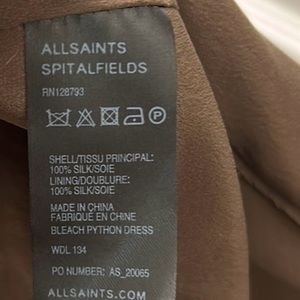 ALLSAINTS
SPITALFIELDS
RN128793
SHELL/TISSU PRINCIPAL:
100% SILK/SOIE
LINING/DOUBLURE:
100% SILK/SOIE
MADE IN CHINA
FABRIQUÉ EN CHINE
BLEACH PYTHON DRESS
WDL 134
PO NUMBER: AS_20065
ALLSAINTS.COM